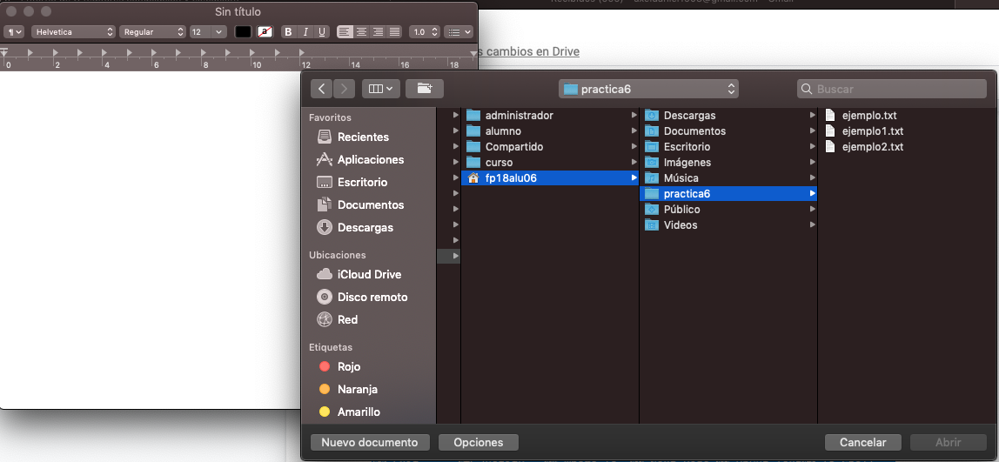 Sin título
Helvetica Regular 12 B I U 1.0
s cambios en Drive
0 2 4 6 8 10 12 14 16 18
practica6
Buscar
Favoritos
Recientes
Aplicaciones
Escritorio
Documentos
Descargas
Ubicaciones
iCloud Drive
Disco remoto
Red
Etiquetas
Rojo
Naranja
Amarillo
administrador
alumno
Compartido
curso
fp18alu06
Descargas
Documentos
Escritorio
Imágenes
Música
practica6
Público
Videos
ejemplo.txt
ejemplo1.txt
ejemplo2.txt
Nuevo documento Opciones Cancelar Abrir